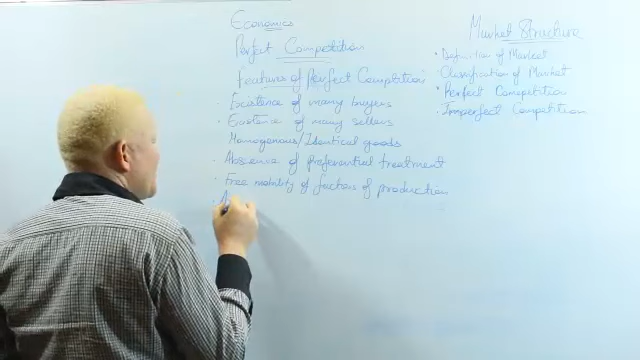 Economics
Perfect Competition
Features of Perfect Competition
· Existence of many buyers
· Existence of many sellers
Homogenous/Identical goods
· Absence of preferential treatment
· Free mobility of factors of production
Market Structure
· Definition of Market
· Classification of Market
· Perfect Competition
· Imperfect Competition